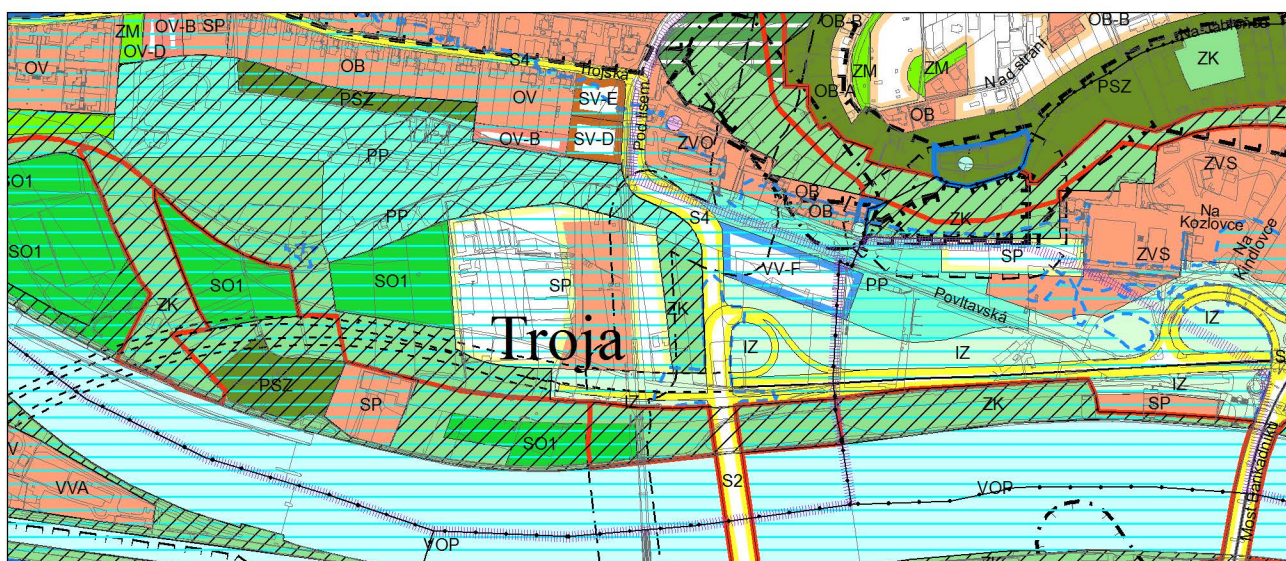 OV-B SP
ZM
OV-D
OV
OB
S4
Trojská
PSZ
OV
SV-E
OV-B
SV-D
Pod lisem
PP
PP
ZVO
OB
OB
S4
OB-B
ZM
ZM
OB-A
OB
Nad strání
OB-B
Na Jabloňce
PSZ
ZK
ZK
ZVS
Na Kozlovce
ZVS
Na Kindlovce
SP
VV-F
PP
Povltavská
IZ
IZ
IZ
IZ
SP
SO1
SO1
SO1
ZK
SP
ZK
Troja
PSZ
SP
IZ
SO1
ZK
S2
V
VVA
VOP
VOP
Most Barikádníků
ZK